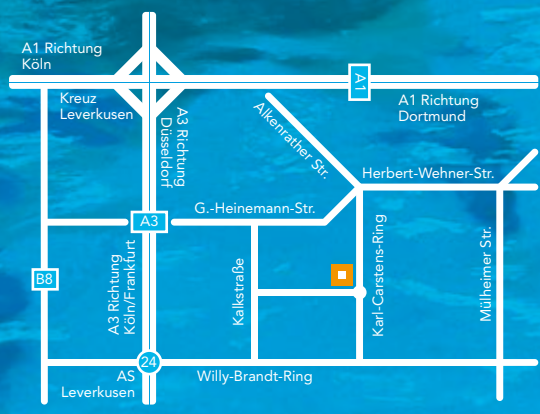 A1 Richtung
Köln
A1
Kreuz
Leverkusen
A1 Richtung
Dortmund
A3 Richtung
Düsseldorf
Alkenrather Str.
Herbert-Wehner-Str.
G.-Heinemann-Str.
A3
B8
A3 Richtung
Köln/Frankfurt
Kalkstraße
Karl-Carstens-Ring
Mülheimer Str.
24
AS
Leverkusen
Willy-Brandt-Ring